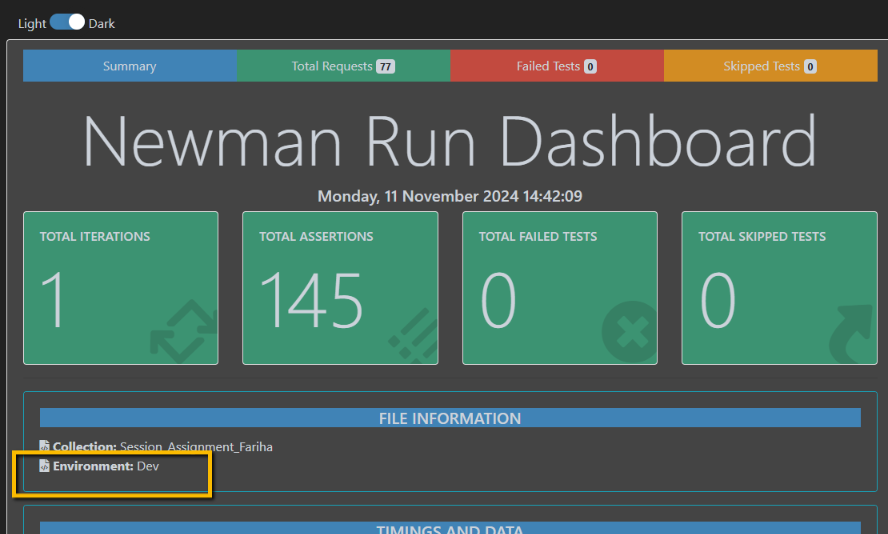 Light Dark
Summary Total Requests 77 Failed Tests 0 Skipped Tests 0
Newman Run Dashboard
Monday, 11 November 2024 14:42:09
TOTAL ITERATIONS TOTAL ASSERTIONS TOTAL FAILED TESTS TOTAL SKIPPED TESTS
1 145 0 0
FILE INFORMATION
Collection: Session_Assignment_Fariha
Environment: Dev
TIMINGS AND DATA